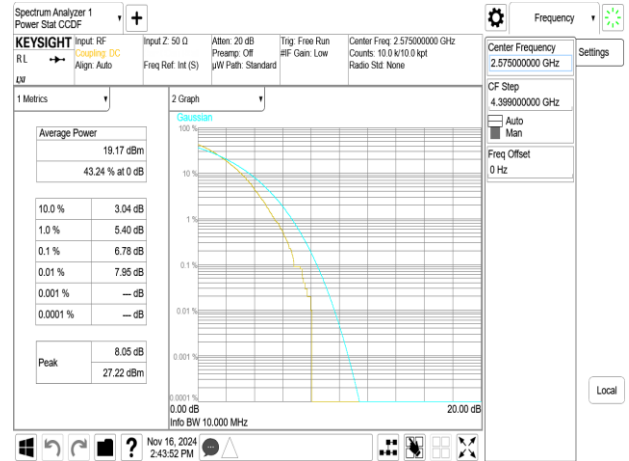 Spectrum Analyzer 1
Power Stat CCDF
Frequency
KEYSIGHT
RL
LXI
Input: RF
Coupling: DC
Align: Auto
Input Z: 50 Ω
Freq Ref: Int (S)
Atten: 20 dB
Preamp: Off
µW Path: Standard
Trig: Free Run
#IF Gain: Low
Center Freq: 2.575000000 GHz
Counts: 10.0 k/10.0 kpt
Radio Std: None
Center Frequency
2.575000000 GHz
Settings
CF Step
4.399000000 GHz
Auto
Man
Freq Offset
0 Hz
Local
1 Metrics
Average Power
19.17 dBm
43.24 % at 0 dB
10.0 % 3.04 dB
1.0 % 5.40 dB
0.1 % 6.78 dB
0.01 % 7.95 dB
0.001 % — dB
0.0001 % — dB
Peak
8.05 dB
27.22 dBm
2 Graph
Gaussian
100 %
10 %
1 %
0.1 %
0.01 %
0.001 %
0.0001 %
0.00 dB 20.00 dB
Info BW 10.000 MHz
Nov 16, 2024
2:43:52 PM